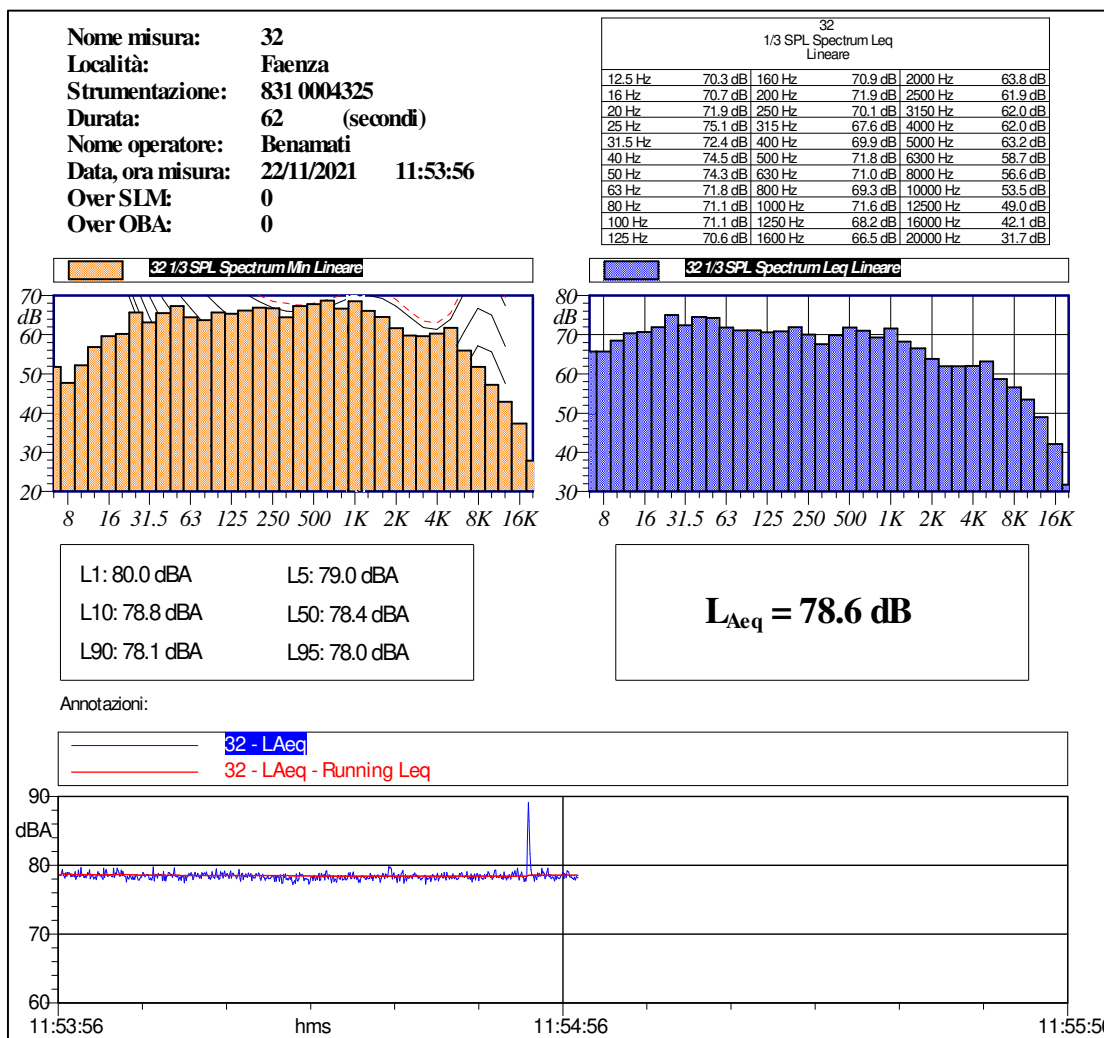 Nome misura: 32
Località: Faenza
Strumentazione: 831 0004325
Durata: 62 (secondi)
Nome operatore: Benamati
Data, ora misura: 22/11/2021 11:53:56
Over SLM: 0
Over OBA: 0
32
1/3 SPL Spectrum Leq
Lineare
12.5 Hz 70.3 dB 160 Hz 70.9 dB 2000 Hz 63.8 dB
16 Hz 70.7 dB 200 Hz 71.9 dB 2500 Hz 61.9 dB
20 Hz 71.9 dB 250 Hz 70.1 dB 3150 Hz 62.0 dB
25 Hz 75.1 dB 315 Hz 67.6 dB 4000 Hz 62.0 dB
31.5 Hz 72.4 dB 400 Hz 69.9 dB 5000 Hz 63.2 dB
40 Hz 74.5 dB 500 Hz 71.8 dB 6300 Hz 58.7 dB
50 Hz 74.3 dB 630 Hz 71.0 dB 8000 Hz 56.6 dB
63 Hz 71.8 dB 800 Hz 69.3 dB 10000 Hz 53.5 dB
80 Hz 71.1 dB 1000 Hz 71.6 dB 12500 Hz 49.0 dB
100 Hz 71.1 dB 1250 Hz 68.2 dB 16000 Hz 42.1 dB
125 Hz 70.6 dB 1600 Hz 66.5 dB 20000 Hz 31.7 dB
32 1/3 SPL Spectrum Min Lineare
70
dB
60
50
40
30
20
8 16 31.5 63 125 250 500 1K 2K 4K 8K 16K
32 1/3 SPL Spectrum Leq Lineare
80
dB
70
60
50
40
30
8 16 31.5 63 125 250 500 1K 2K 4K 8K 16K
L1: 80.0 dBA L5: 79.0 dBA
L10: 78.8 dBA L50: 78.4 dBA
L90: 78.1 dBA L95: 78.0 dBA
LAeq = 78.6 dB
Annotazioni:
32 - LAeq
32 - LAeq - Running Leq
90
dBA
80
70
60
11:53:56 hms 11:54:56 11:55:56